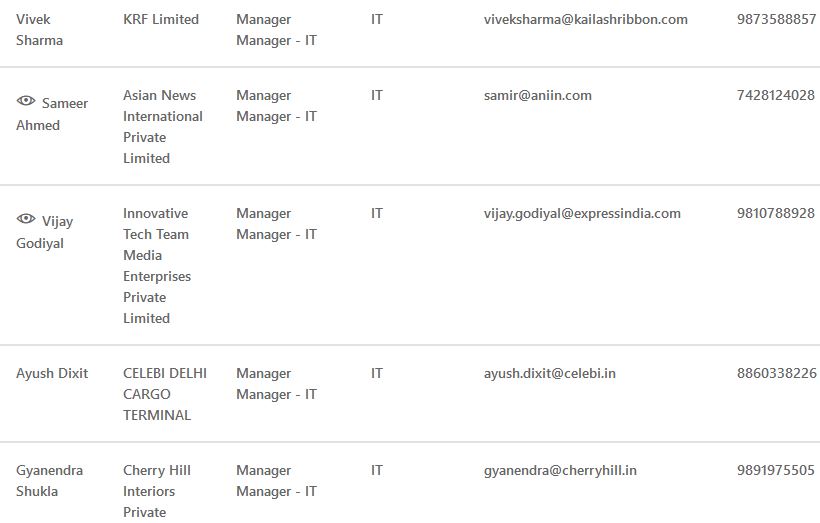 Vivek KRF Limited Manager IT viveksharma@kailashribbon.com 9873588857
Sharma Manager - IT
Sameer Asian News Manager IT samir@aniin.com 7428124028
Ahmed International Manager - IT
Private
Limited
Vijay Innovative Manager IT vijay.godiyal@expressindia.com 9810788928
Godiyal Tech Team Manager - IT
Media
Enterprises
Private
Limited
Ayush Dixit CELEBI DELHI Manager IT ayush.dixit@celebi.in 8860338226
CARGO Manager - IT
TERMINAL
Gyanendra Cherry Hill Manager IT gyanendra@cherryhill.in 9891975505
Shukla Interiors Manager - IT
Private